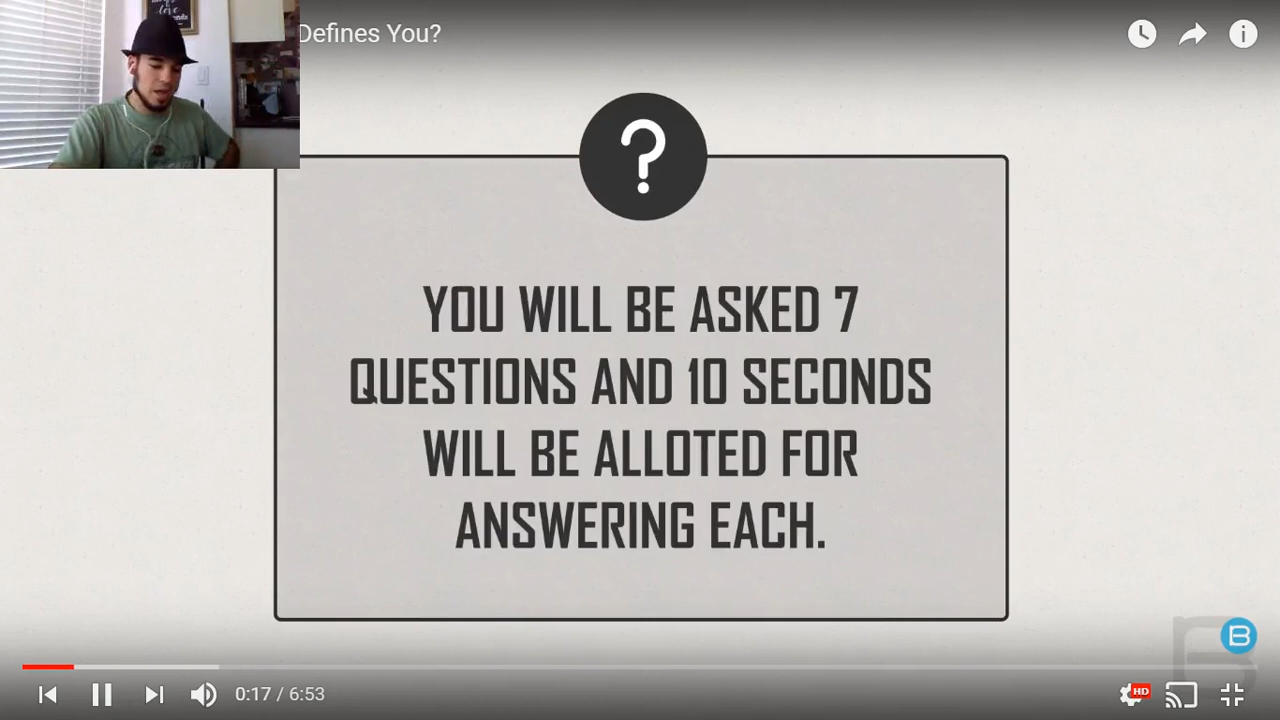 Defines You?
YOU WILL BE ASKED 7
QUESTIONS AND 10 SECONDS
WILL BE ALLOTED FOR
ANSWERING EACH.
0:17 / 6:53
HD